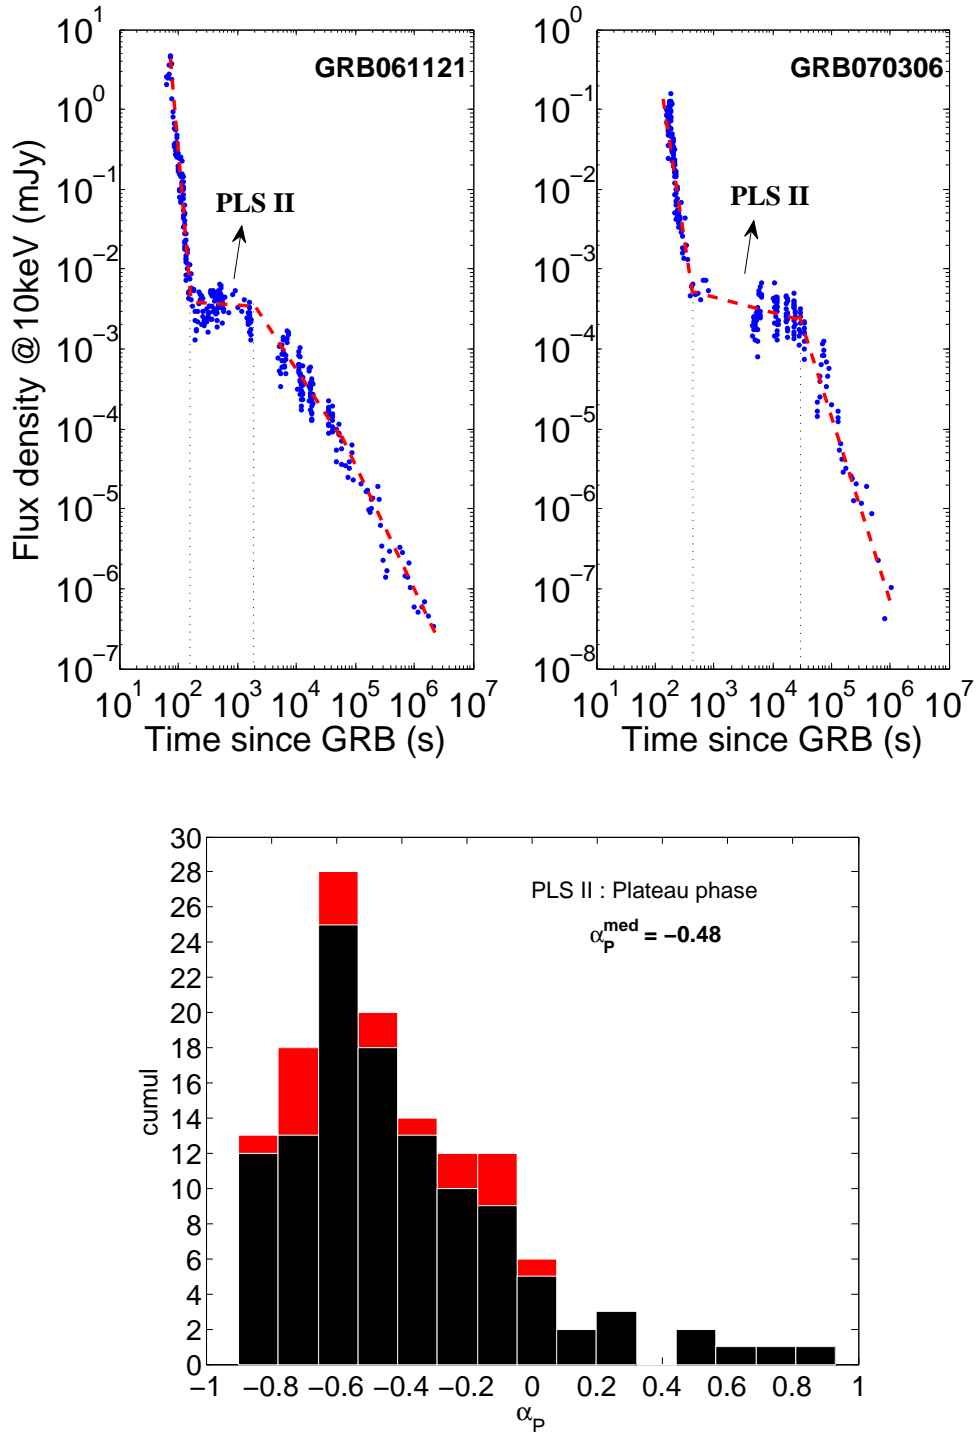 GRB061121
PLS II
Flux density @ 10keV (mJy)
10^1
10^0
10^−1
10^−2
10^−3
10^−4
10^−5
10^−6
10^−7
10^1 10^2 10^3 10^4 10^5 10^6 10^7
Time since GRB (s)
GRB070306
PLS II
10^0
10^−1
10^−2
10^−3
10^−4
10^−5
10^−6
10^−7
10^−8
10^1 10^2 10^3 10^4 10^5 10^6 10^7
Time since GRB (s)
PLS II : Plateau phase
α_P^med = −0.48
cumul
30
28
26
24
22
20
18
16
14
12
10
8
6
4
2
0
−1 −0.8 −0.6 −0.4 −0.2 0 0.2 0.4 0.6 0.8 1
α_P